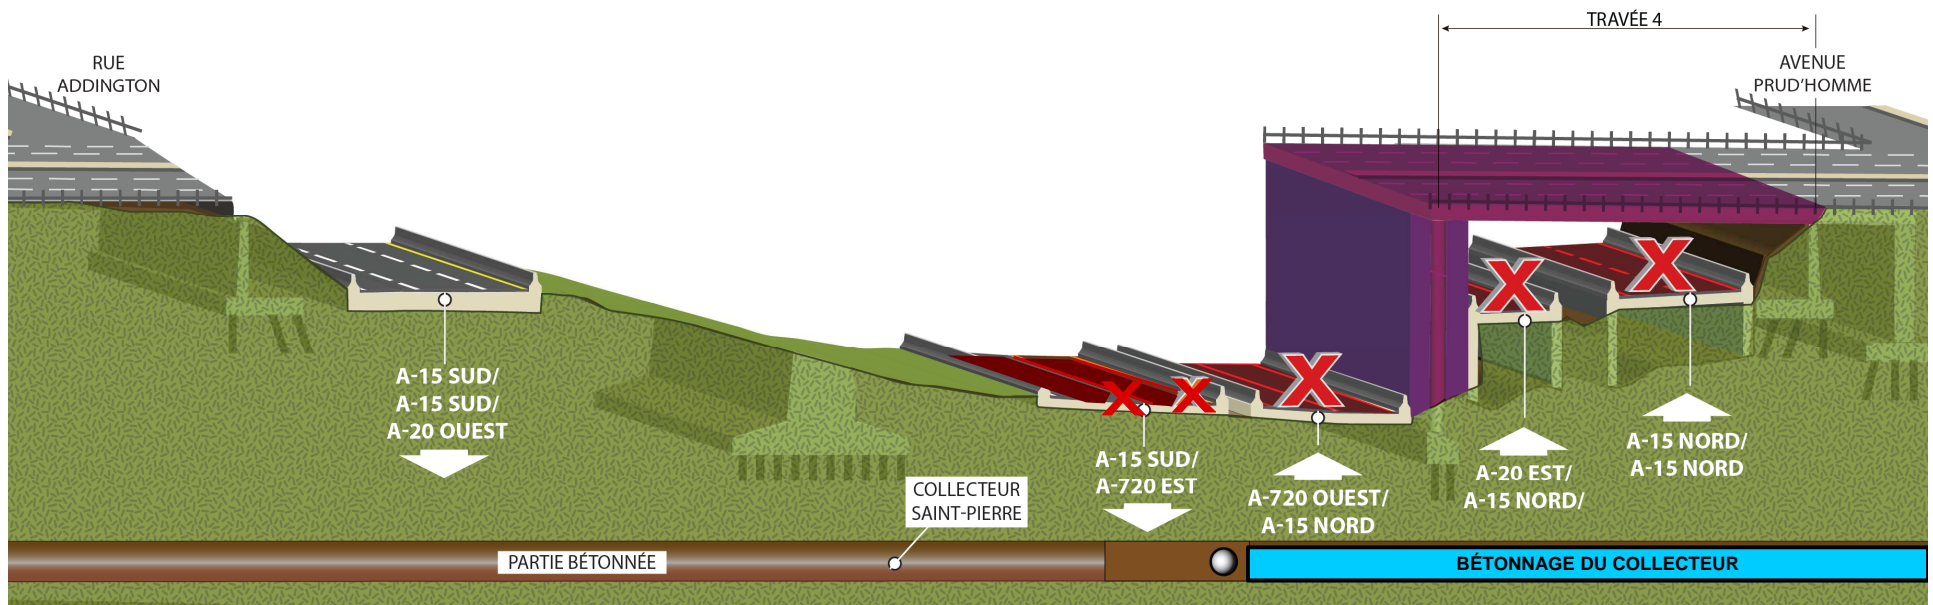 TRAVÉE 4
RUE
ADDINGTON
AVENUE
PRUD'HOMME
A-15 SUD/
A-15 SUD/
A-20 OUEST
A-15 SUD/
A-720 EST
A-720 OUEST/
A-15 NORD
A-20 EST/
A-15 NORD/
A-15 NORD/
A-15 NORD
COLLECTEUR
SAINT-PIERRE
PARTIE BÉTONNÉE
BÉTONNAGE DU COLLECTEUR